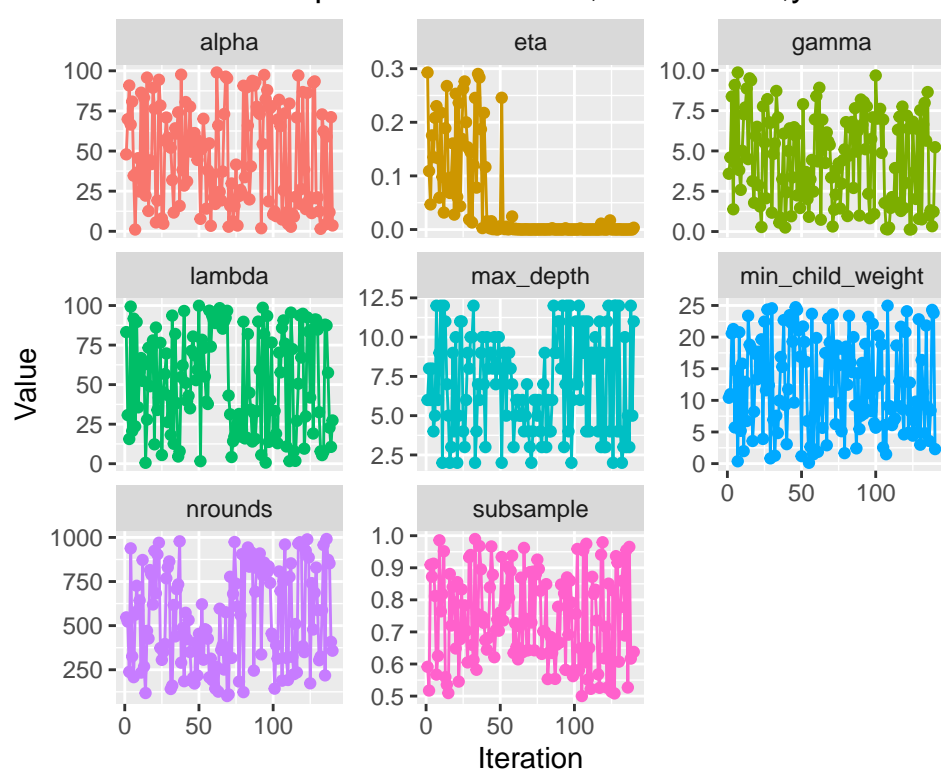 alpha eta gamma
100 0.3 10.0
75 0.2 7.5
50 5.0
25 0.1 2.5
0 0.0 0.0
lambda max_depth min_child_weight
100 12.5 25
75 10.0 20
50 7.5 15
25 5.0 10
0 2.5 5
0
Value
0 50 100
nrounds subsample
1000 1.0
750 0.9
500 0.8
250 0.7
0.6
0.5
0 50 100 0 50 100
Iteration